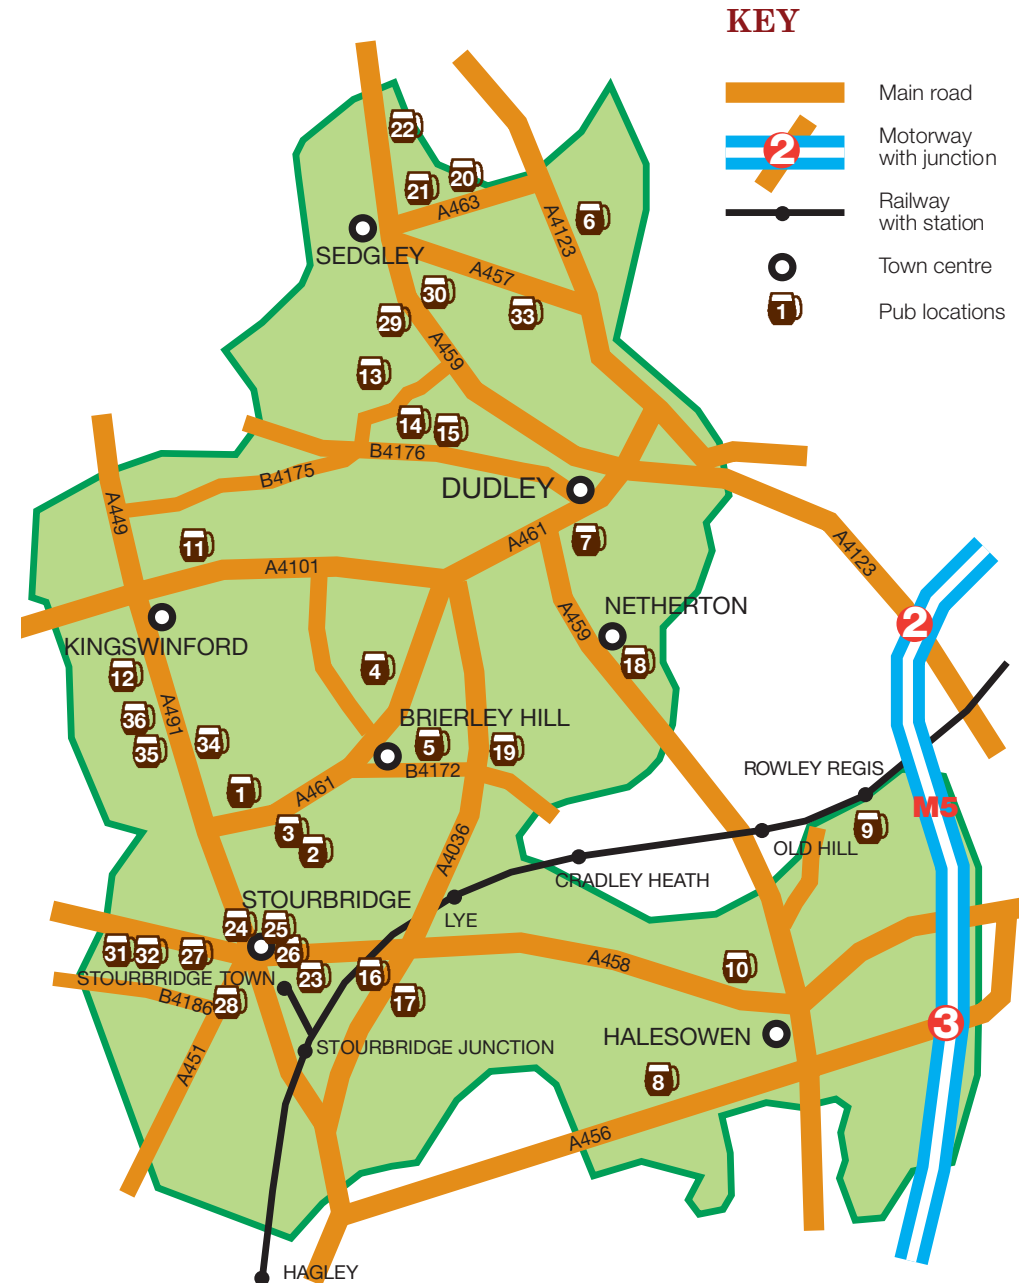 KEY
Main road
2
Motorway
with junction
Railway
with station
Town centre
1
Pub locations
22
20
21
A463
6
A4123
SEDGLEY
A457
30
33
29
A459
13
14
15
B4176
B4175
DUDLEY
A449
A461
7
11
A4101
A4123
A459
NETHERTON
2
KINGSWINFORD
18
12
4
A491
36
BRIERLEY HILL
34
35
5
19
B4172
ROWLEY REGIS
1
A461
M5
3
2
A4036
9
OLD HILL
CRADLEY HEATH
STOURBRIDGE
LYE
24
25
31
32
27
26
A458
10
STOURBRIDGE TOWN
23
16
B4186
28
17
3
HALESOWEN
STOURBRIDGE JUNCTION
A451
8
A456
HAGLEY